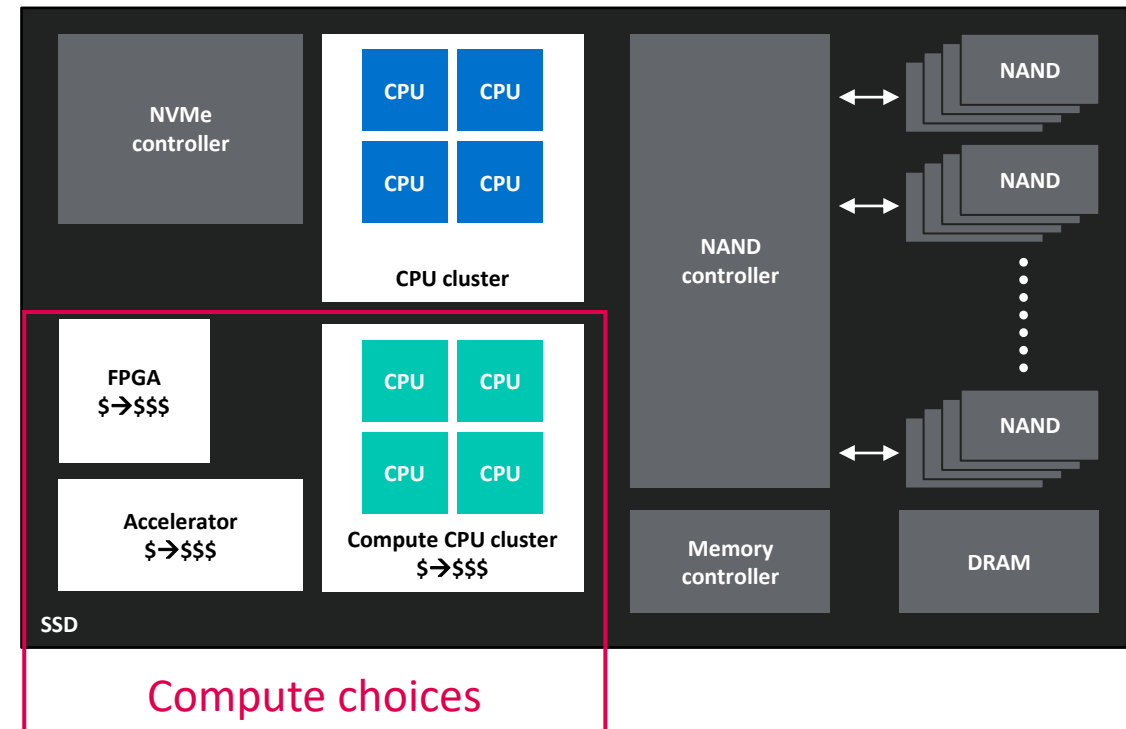 NVMe
controller
CPU CPU
CPU CPU
CPU cluster
NAND
controller
NAND
NAND
NAND
FPGA
$→$$$
Accelerator
$→$$$
CPU CPU
CPU CPU
Compute CPU cluster
$→$$$
Memory
controller
DRAM
SSD
Compute choices